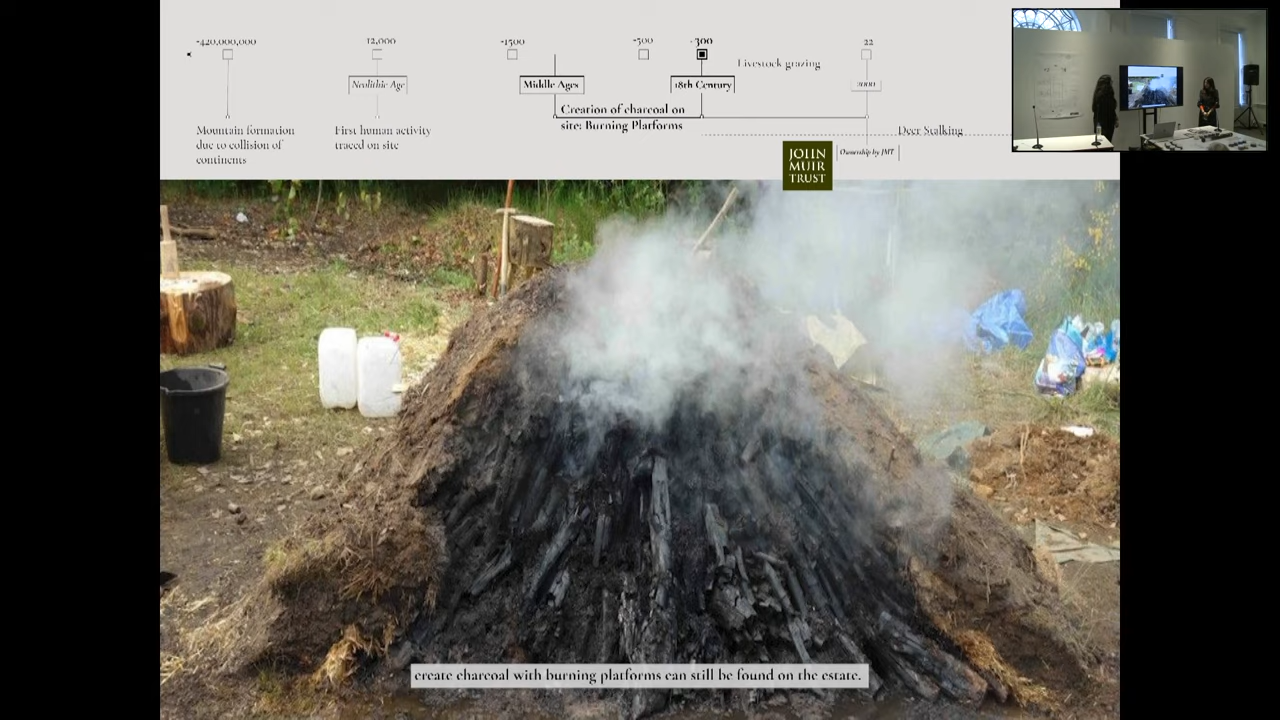 -420,000,000
12,000
-1500
-500
-300
22
Livestock grazing
Neolithic Age
Middle Ages
18th Century
2000
Creation of charcoal on
site: Burning Platforms
Mountain formation
due to collision of
continents
First human activity
traced on site
Deer Stalking
JOHN
MUIR
TRUST
Ownership by JMT
create charcoal with burning platforms can still be found on the estate.